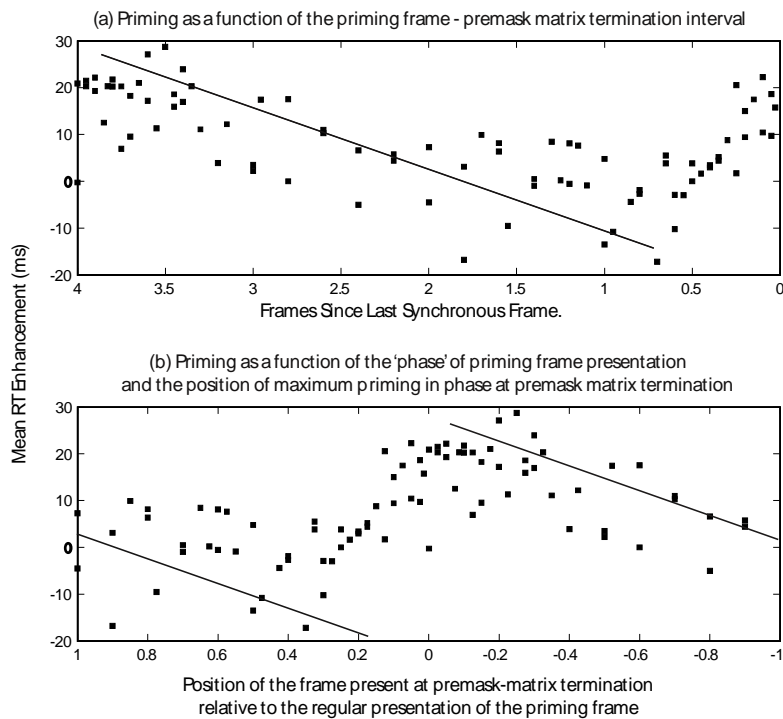 (a) Priming as a function of the priming frame - premask matrix termination interval
30
20
10
0
-10
-20
4 3.5 3 2.5 2 1.5 1 0.5 0
Frames Since Last Synchronous Frame.
Mean RT Enhancement (ms)
(b) Priming as a function of the 'phase' of priming frame presentation
and the position of maximum priming in phase at premask matrix termination
30
20
10
0
-10
-20
1 0.8 0.6 0.4 0.2 0 -0.2 -0.4 -0.6 -0.8 -1
Position of the frame present at premask-matrix termination
relative to the regular presentation of the priming frame